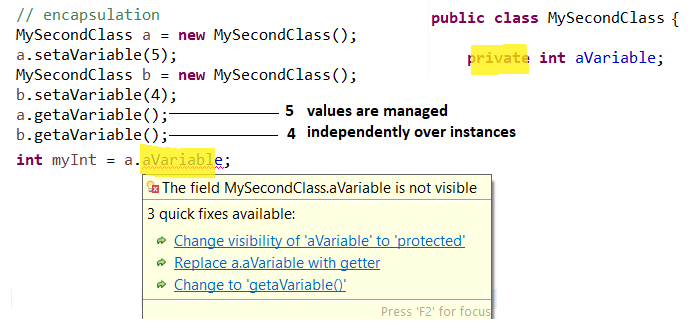 // encapsulation
MySecondClass a = new MySecondClass();
a.setaVariable(5);
MySecondClass b = new MySecondClass();
b.setaVariable(4);
a.getaVariable(); 5 values are managed
b.getaVariable(); 4 independently over instances
int myInt = a.aVariable;
The field MySecondClass.aVariable is not visible
3 quick fixes available:
Change visibility of 'aVariable' to 'protected'
Replace a.aVariable with getter
Change to 'getaVariable()'
Press 'F2' for focus
public class MySecondClass {
private int aVariable;